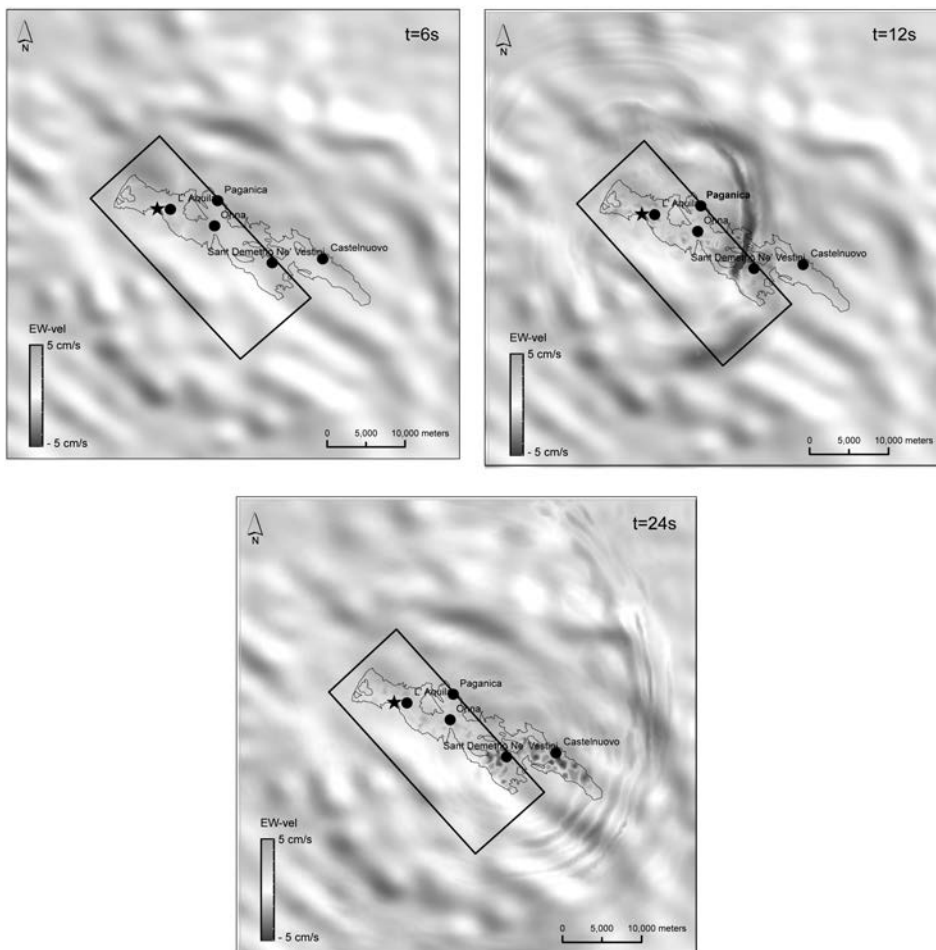 t=6s
N
Paganica
L' Aquila
Onna
Sant Demetrio Ne' Vestini
Castelnuovo
EW-vel
5 cm/s
- 5 cm/s
0 5,000 10,000 meters
t=12s
N
Paganica
L' Aquila
Onna
Sant Demetrio Ne' Vestini
Castelnuovo
EW-vel
5 cm/s
- 5 cm/s
0 5,000 10,000 meters
t=24s
N
Paganica
L' Aquila
Onna
Sant Demetrio Ne' Vestini
Castelnuovo
EW-vel
5 cm/s
- 5 cm/s
0 5,000 10,000 meters